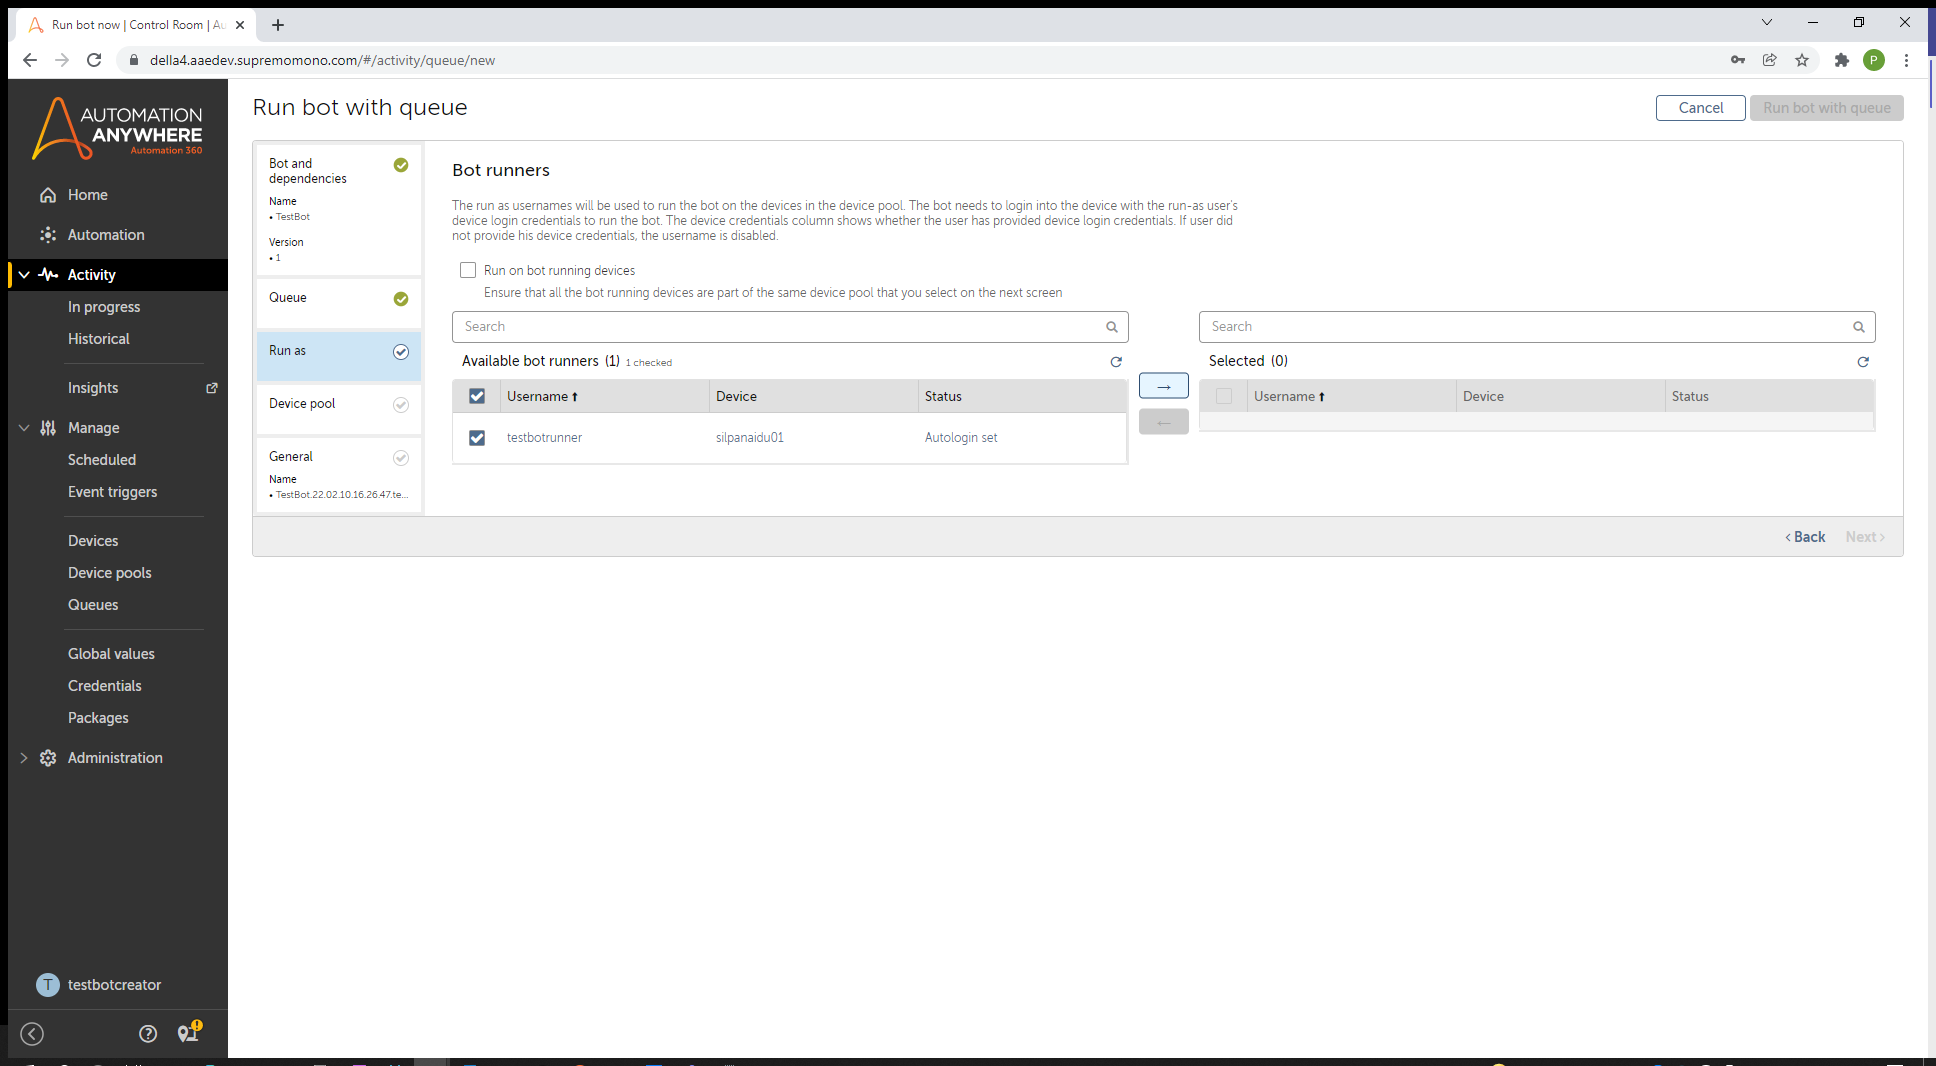 Run bot now | Control Room | Au
della4.aaedev.supremomono.com/#/activity/queue/new
P
AUTOMATION
ANYWHERE
Automation 360
Home
Automation
Activity
In progress
Historical
Insights
Manage
Scheduled
Event triggers
Devices
Device pools
Queues
Global values
Credentials
Packages
Administration
T testbotcreator
Run bot with queue
Cancel
Run bot with queue
Bot and
dependencies
Name
• TestBot
Version
• 1
Queue
Run as
Device pool
General
Name
• TestBot.22.02.10.16.26.47.te...
Bot runners
The run as usernames will be used to run the bot on the devices in the device pool. The bot needs to login into the device with the run-as user's
device login credentials to run the bot. The device credentials column shows whether the user has provided device login credentials. If user did
not provide his device credentials, the username is disabled.
Run on bot running devices
Ensure that all the bot running devices are part of the same device pool that you select on the next screen
Search
Available bot runners (1) 1 checked
Username Device Status
testbotrunner silpanaidu01 Autologin set
→
←
Search
Selected (0)
Username Device Status
‹ Back
Next ›